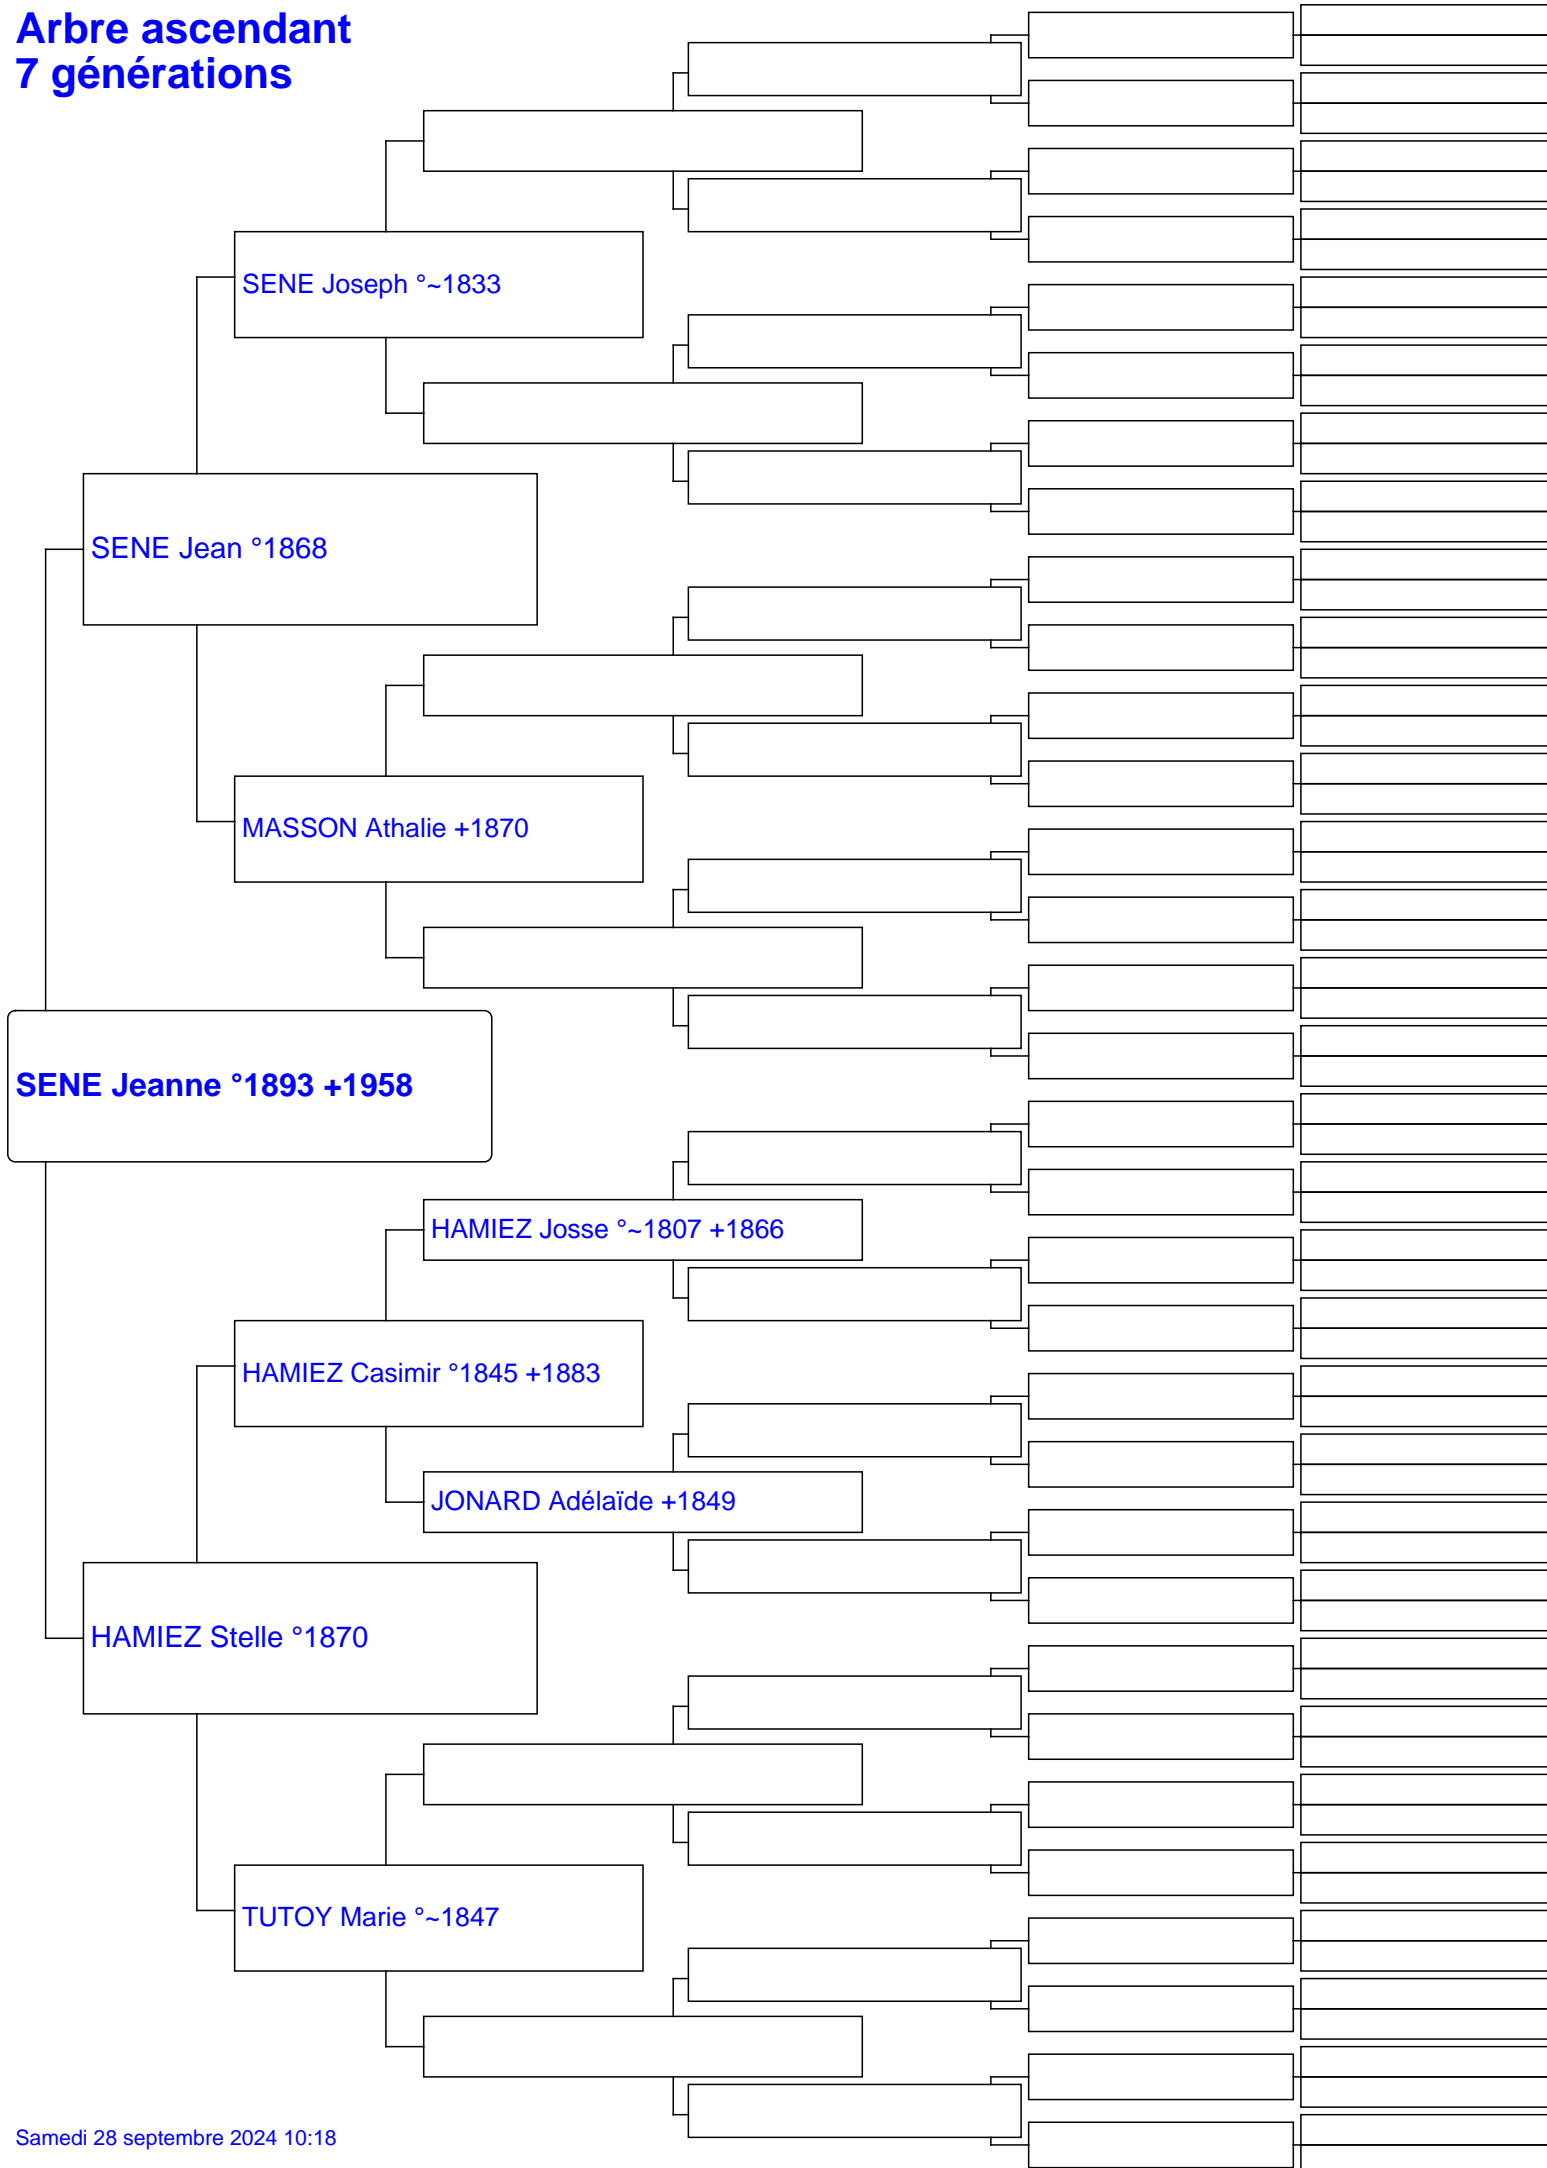 Arbre ascendant
7 générations
SENE Joseph °~1833
SENE Jean °1868
MASSON Athalie +1870
SENE Jeanne °1893 +1958
HAMIEZ Josse °~1807 +1866
HAMIEZ Casimir °1845 +1883
JONARD Adélaïde +1849
HAMIEZ Stelle °1870
TUTOY Marie °~1847
Samedi 28 septembre 2024 10:18